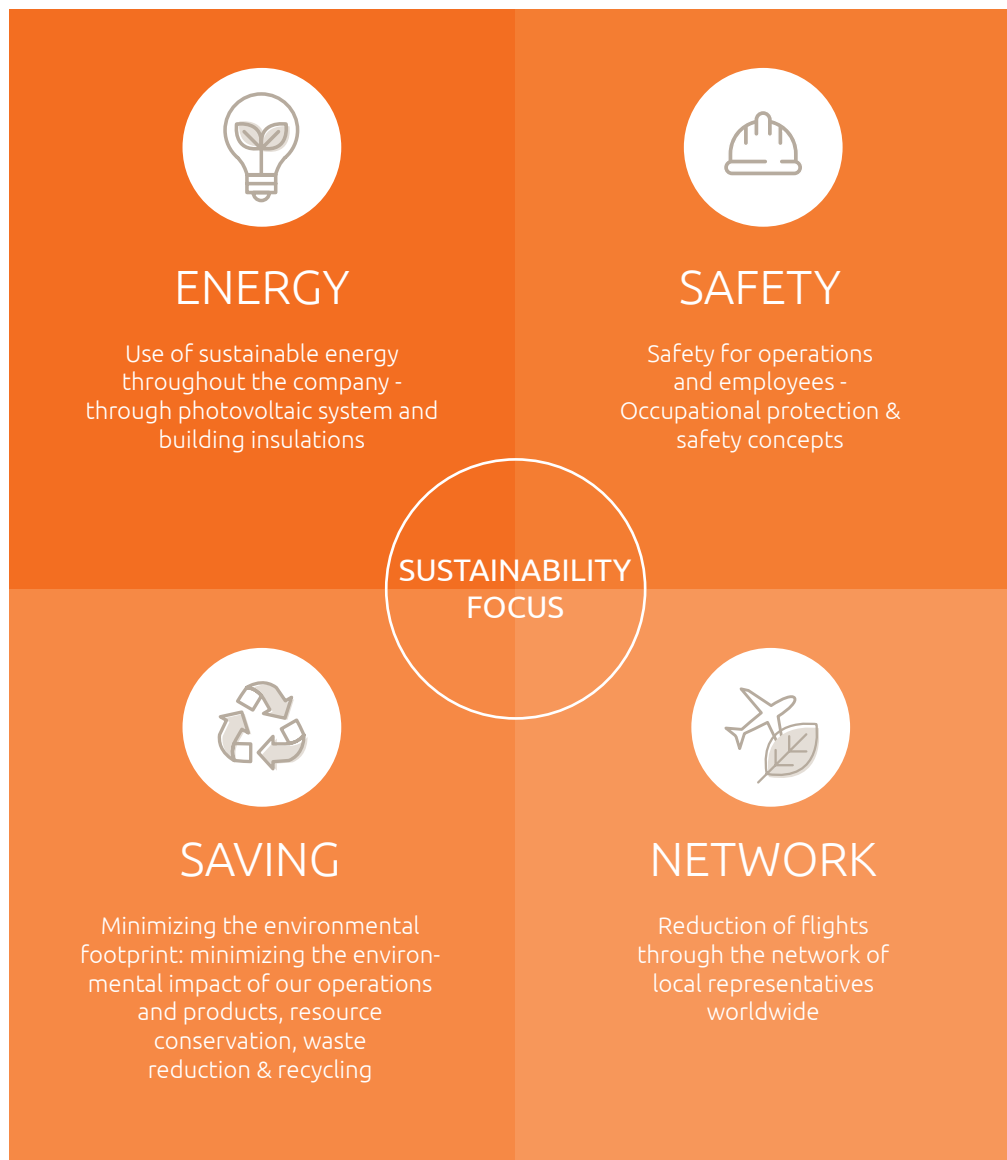 ENERGY
Use of sustainable energy
throughout the company -
through photovoltaic system and
building insulations
SAFETY
Safety for operations
and employees -
Occupational protection &
safety concepts
SUSTAINABILITY
FOCUS
SAVING
Minimizing the environmental
footprint: minimizing the environ-
mental impact of our operations
and products, resource
conservation, waste
reduction & recycling
NETWORK
Reduction of flights
through the network of
local representatives
worldwide